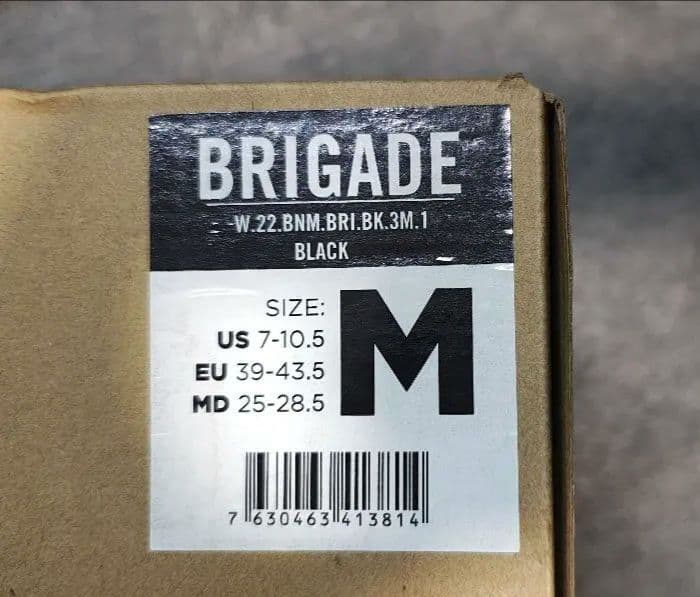 BRIGADE
W.22.BNM.BRI.BK.3M.1
BLACK
SIZE:
US 7-10.5
EU 39-43.5
MD 25-28.5
M
7 630463 413814